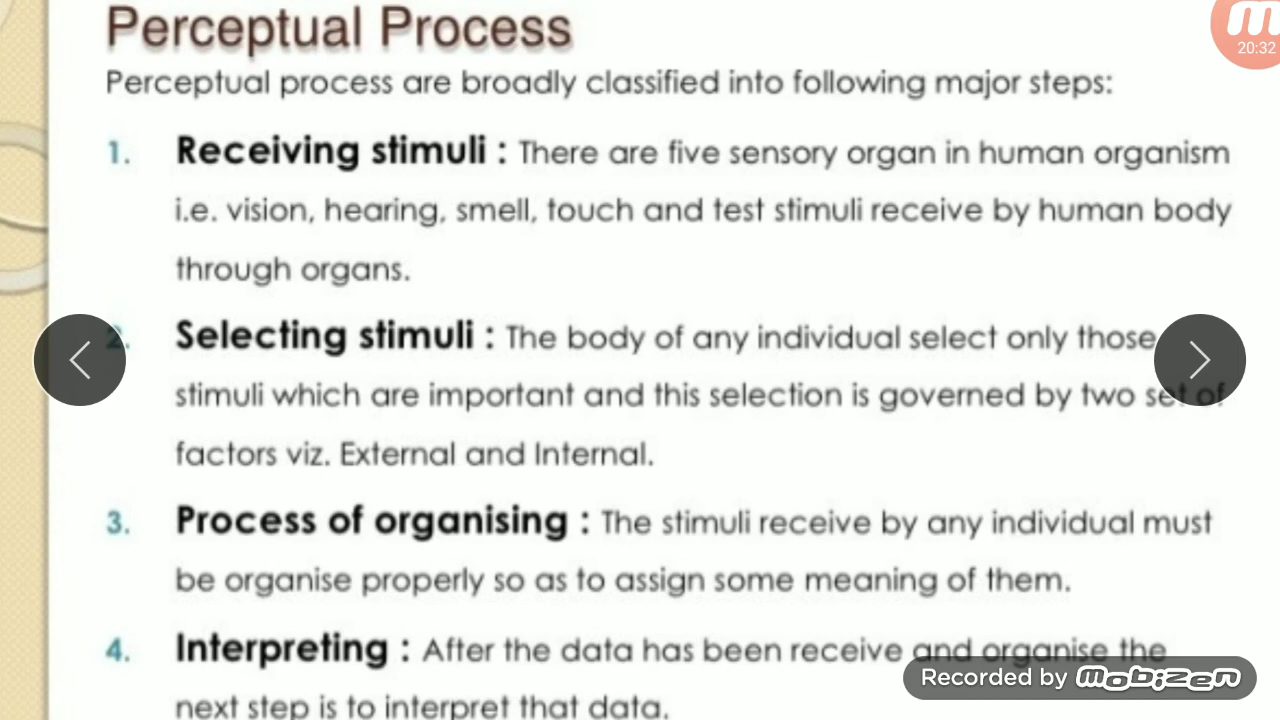 Perceptual Process
20:32
Perceptual process are broadly classified into following major steps:
1. Receiving stimuli : There are five sensory organ in human organism
i.e. vision, hearing, smell, touch and test stimuli receive by human body
through organs.
2. Selecting stimuli : The body of any individual select only those
stimuli which are important and this selection is governed by two set of
factors viz. External and Internal.
3. Process of organising : The stimuli receive by any individual must
be organise properly so as to assign some meaning of them.
4. Interpreting : After the data has been receive and organise the
Recorded by mobizen
next step is to interpret that data.